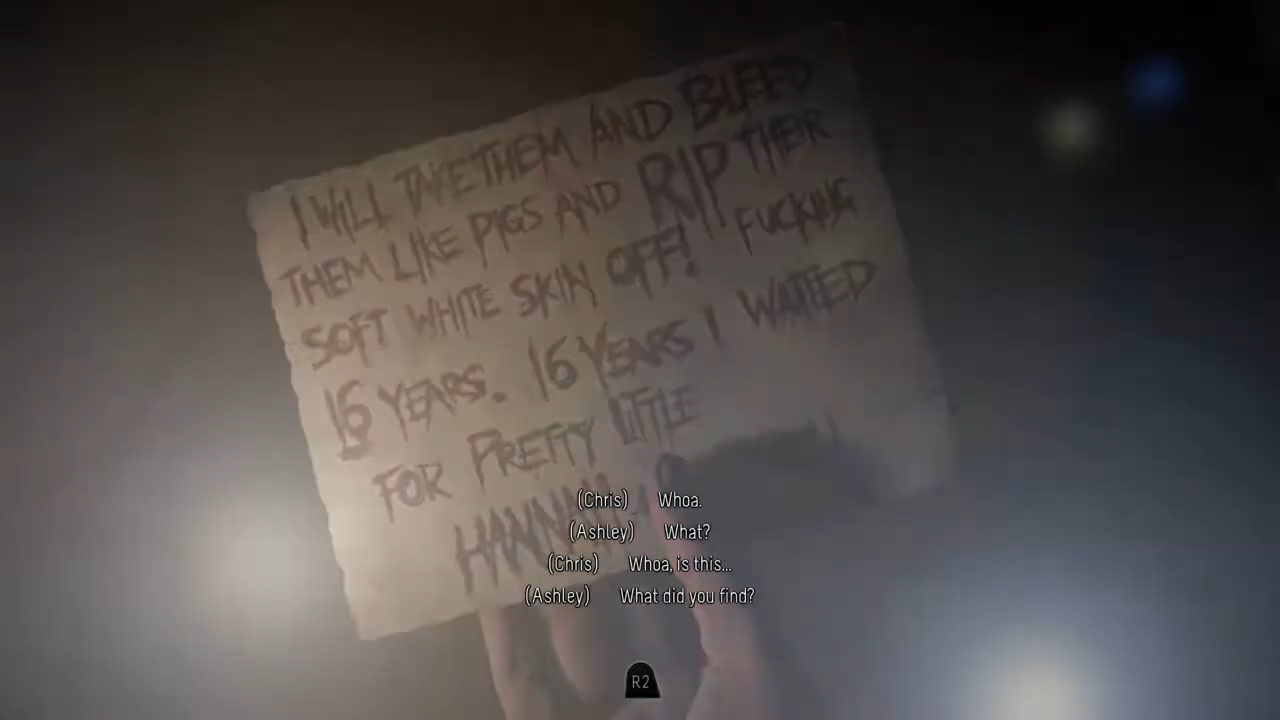 I WILL TAKE THEM AND BLEED
THEM LIKE PIGS AND RIP THEIR
SOFT WHITE SKIN OFF! FUCKING
16 YEARS. 16 YEARS I WAITED
FOR PRETTY LITTLE
HANNAH
(Chris) Whoa.
(Ashley) What?
(Chris) Whoa, is this...
(Ashley) What did you find?
R2